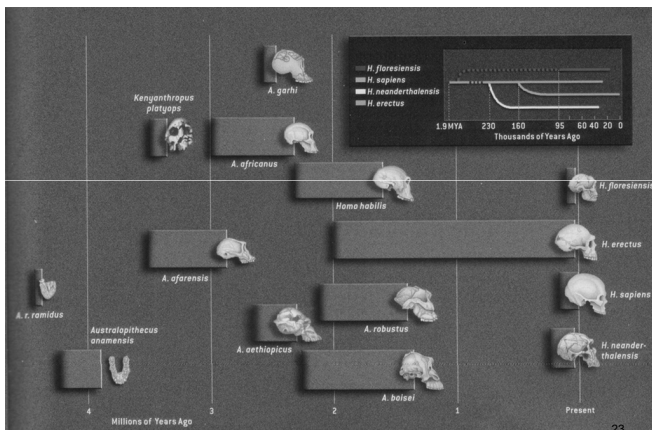 H. floresiensis
H. sapiens
H. neanderthalensis
H. erectus
1.9 MYA 230 160 95 60 40 20 0
Thousands of Years Ago
A. garhi
Kenyanthropus
platyops
A. africanus
Homo habilis
H. floresiensis
A. afarensis
H. erectus
A. r. ramidus
H. sapiens
Australopithecus
anamensis
A. robustus
A. aethiopicus
H. neander-
thalensis
A. boisei
4 3 2 1 Present
Millions of Years Ago
23